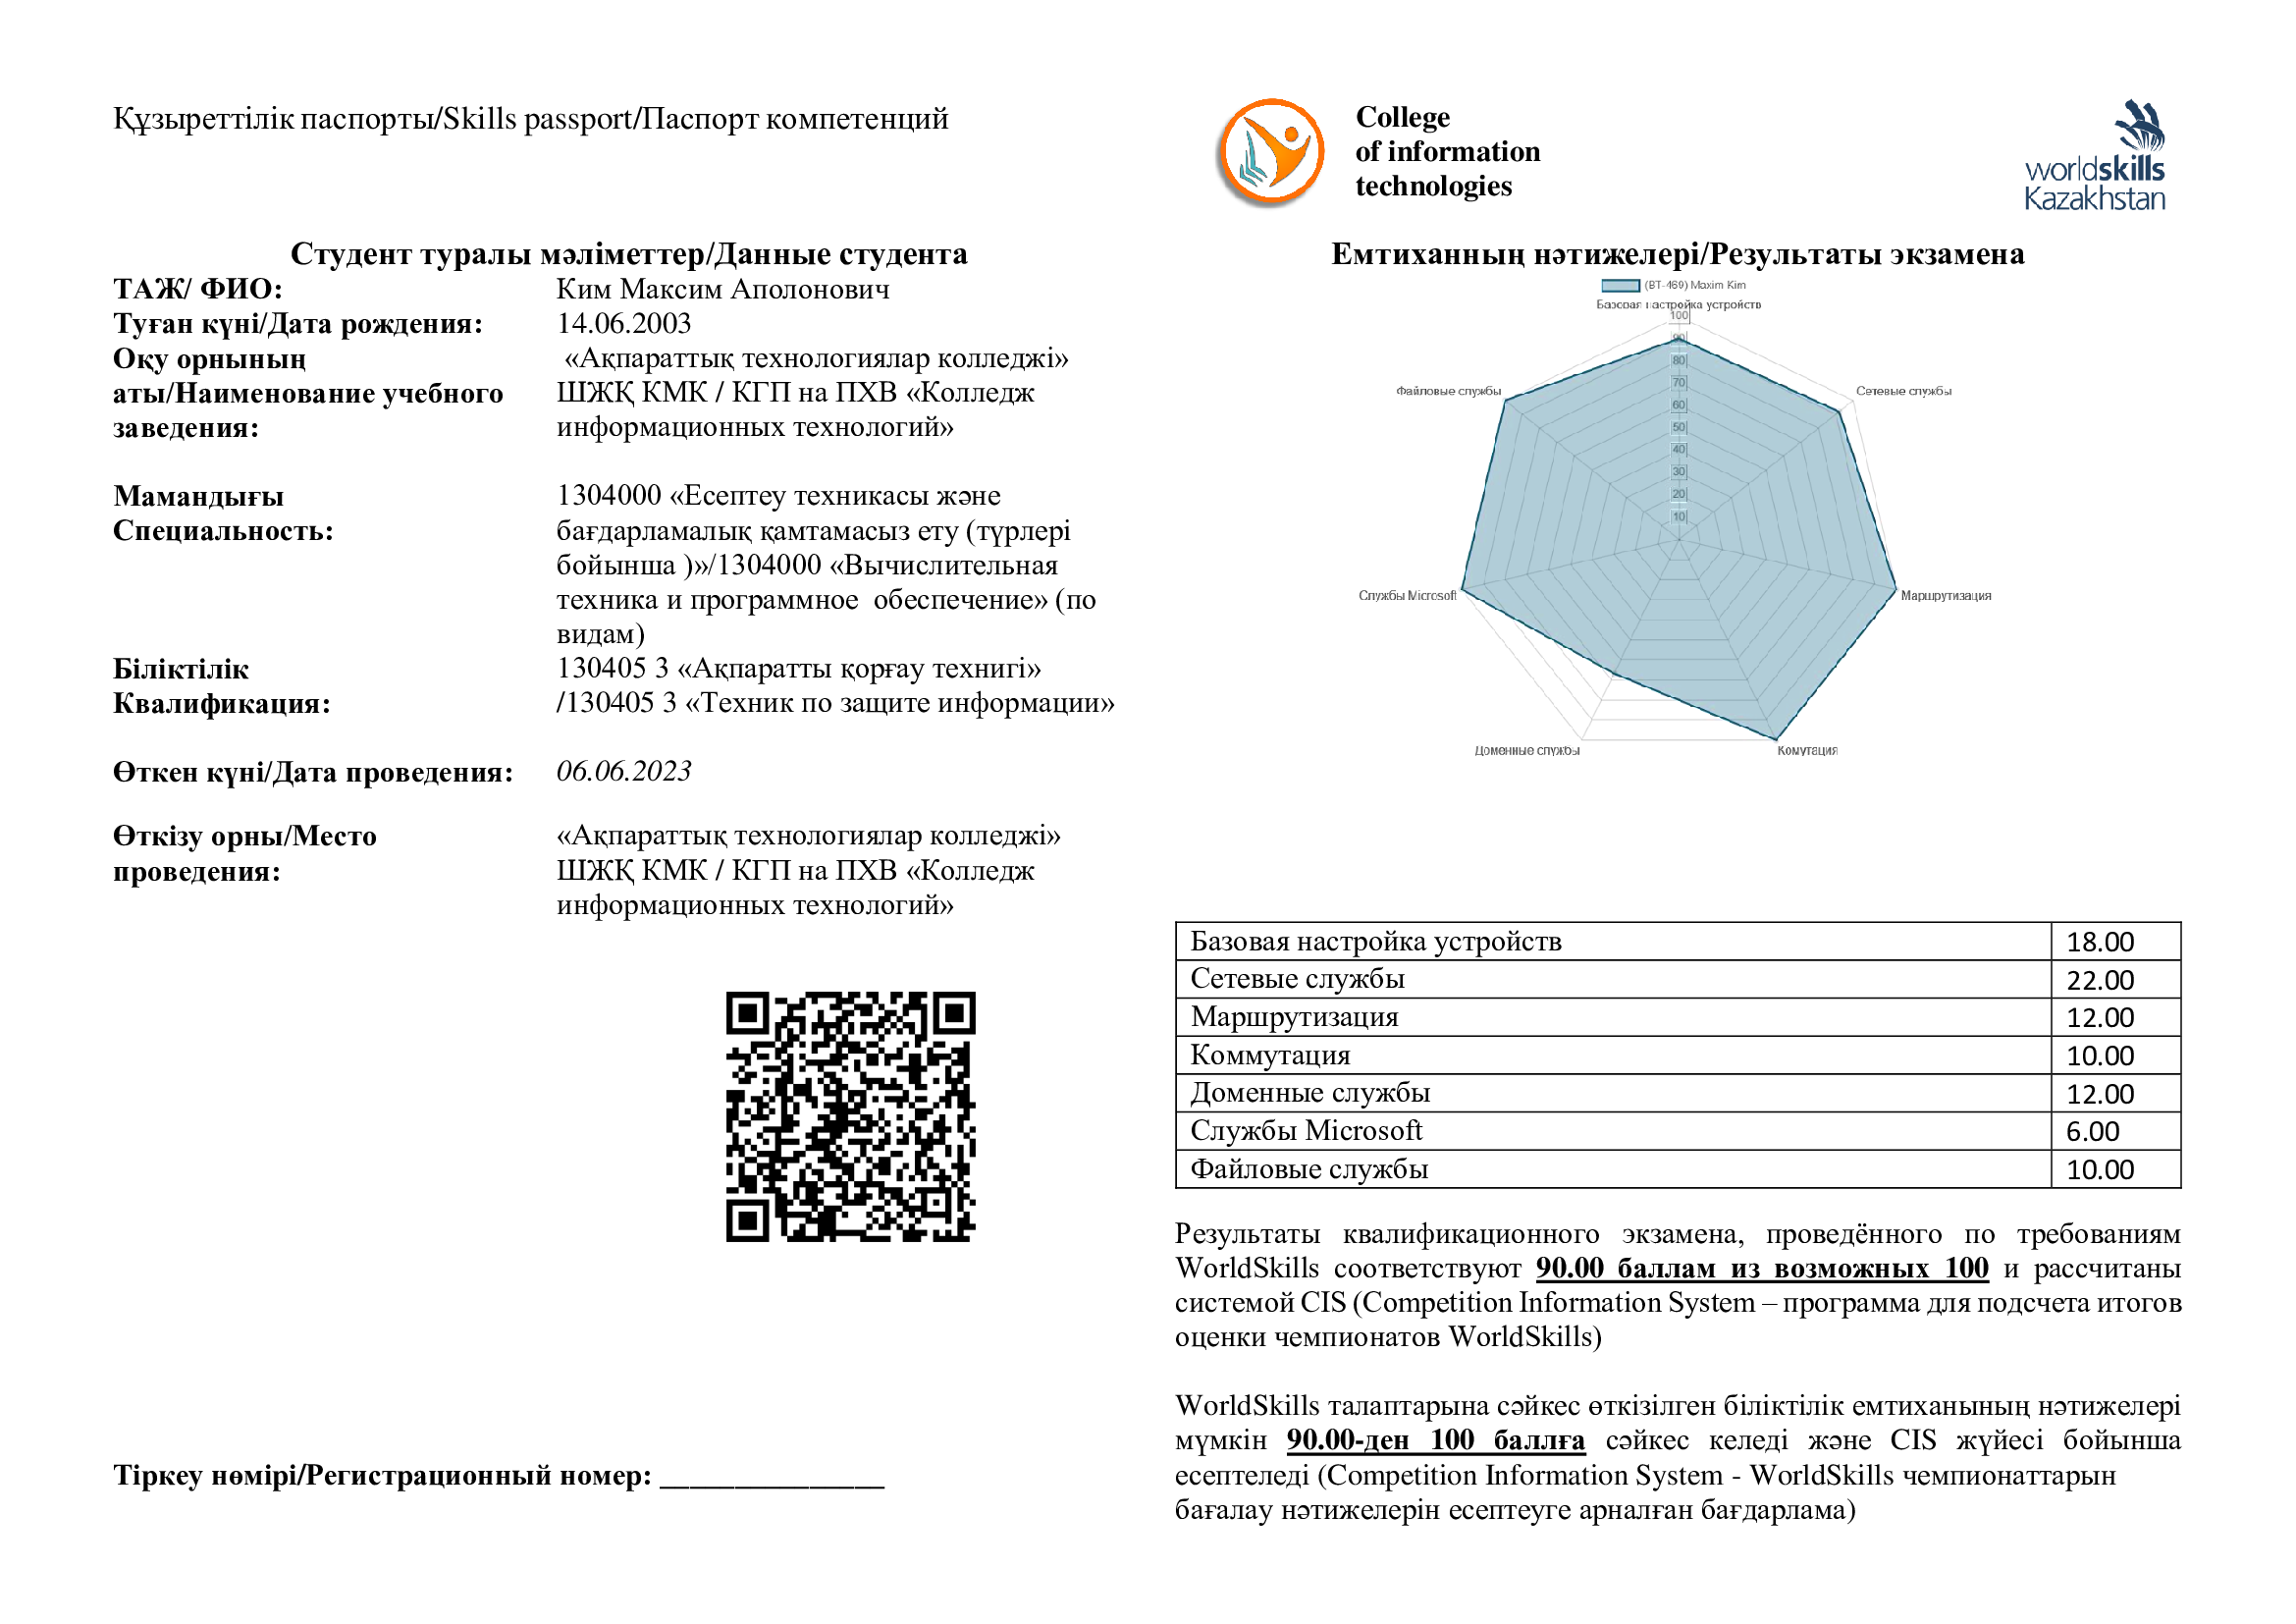 Құзыреттілік паспорты/Skills passport/Паспорт компетенций
College
of information
technologies
worldskills
Kazakhstan
Студент туралы мәліметтер/Данные студента
ТАЖ/ ФИО: Ким Максим Аполонович
Туған күні/Дата рождения: 14.06.2003
Оқу орнының «Ақпараттық технологиялар колледжі»
аты/Наименование учебного ШЖҚ КМК / КГП на ПХВ «Колледж
заведения: информационных технологий»
Мамандығы 1304000 «Есептеу техникасы және
Специальность: бағдарламалық қамтамасыз ету (түрлері
бойынша )»/1304000 «Вычислительная
техника и программное обеспечение» (по
видам)
Біліктілік 130405 3 «Ақпаратты қорғау технигі»
Квалификация: /130405 3 «Техник по защите информации»
Өткен күні/Дата проведения: 06.06.2023
Өткізу орны/Место «Ақпараттық технологиялар колледжі»
проведения: ШЖҚ КМК / КГП на ПХВ «Колледж
информационных технологий»
Тіркеу нөмірі/Регистрационный номер: _______________
Емтиханның нәтижелері/Результаты экзамена
(BT-469) Maxim Kim
Базовая настройка устройств
100
90
80
70
60
50
40
30
20
10
Файловые службы
Сетевые службы
Службы Microsoft
Маршрутизация
Доменные службы
Комутация
Базовая настройка устройств 18.00
Сетевые службы 22.00
Маршрутизация 12.00
Коммутация 10.00
Доменные службы 12.00
Службы Microsoft 6.00
Файловые службы 10.00
Результаты квалификационного экзамена, проведённого по требованиям
WorldSkills соответствуют 90.00 баллам из возможных 100 и рассчитаны
системой CIS (Competition Information System – программа для подсчета итогов
оценки чемпионатов WorldSkills)
WorldSkills талаптарына сәйкес өткізілген біліктілік емтиханының нәтижелері
мүмкін 90.00-ден 100 баллға сәйкес келеді және CIS жүйесі бойынша
есептеледі (Competition Information System - WorldSkills чемпионаттарын
бағалау нәтижелерін есептеуге арналған бағдарлама)